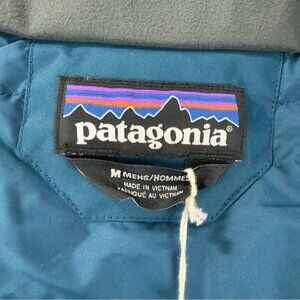 patagonia®
M MENS/HOMMES
MADE IN VIETNAM
FABRIQUÉ AU VIETNAM